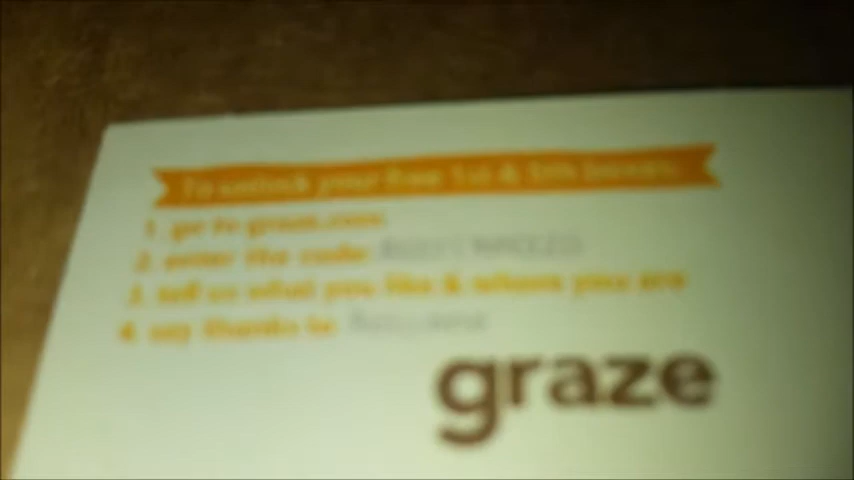 To unlock your free 1st & 5th boxes
1. go to graze.com
2. enter the code:
3. tell us what you like & where you are
4. say thanks to
graze